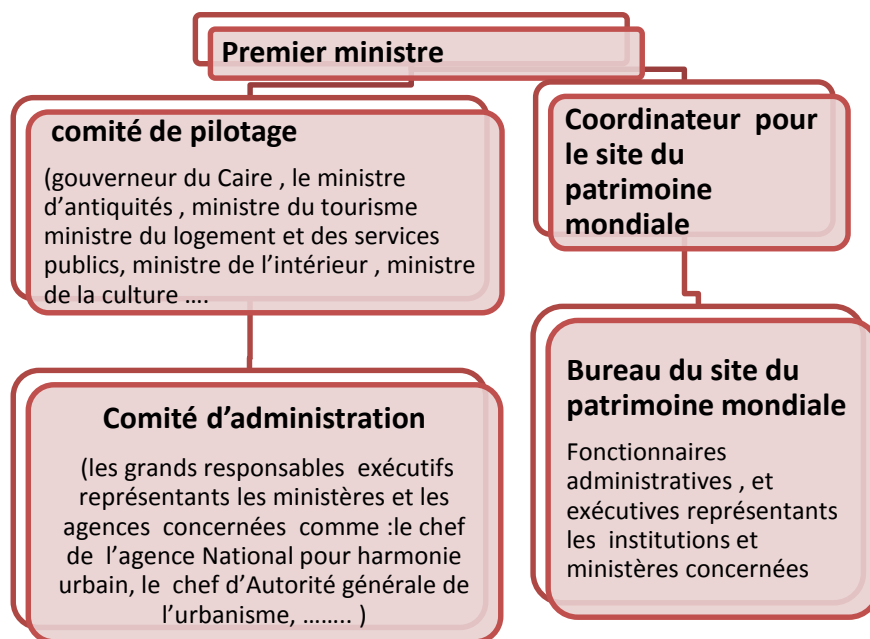 Premier ministre
comité de pilotage
(gouverneur du Caire , le ministre
d’antiquités , ministre du tourisme
ministre du logement et des services
publics, ministre de l’intérieur , ministre
de la culture ….
Coordinateur pour
le site du
patrimoine
mondiale
Comité d’administration
(les grands responsables exécutifs
représentants les ministères et les
agences concernées comme :le chef
de l’agence National pour harmonie
urbain, le chef d’Autorité générale de
l’urbanisme, …….. )
Bureau du site du
patrimoine mondiale
Fonctionnaires
administratives , et
exécutives représentants
les institutions et
ministères concernées